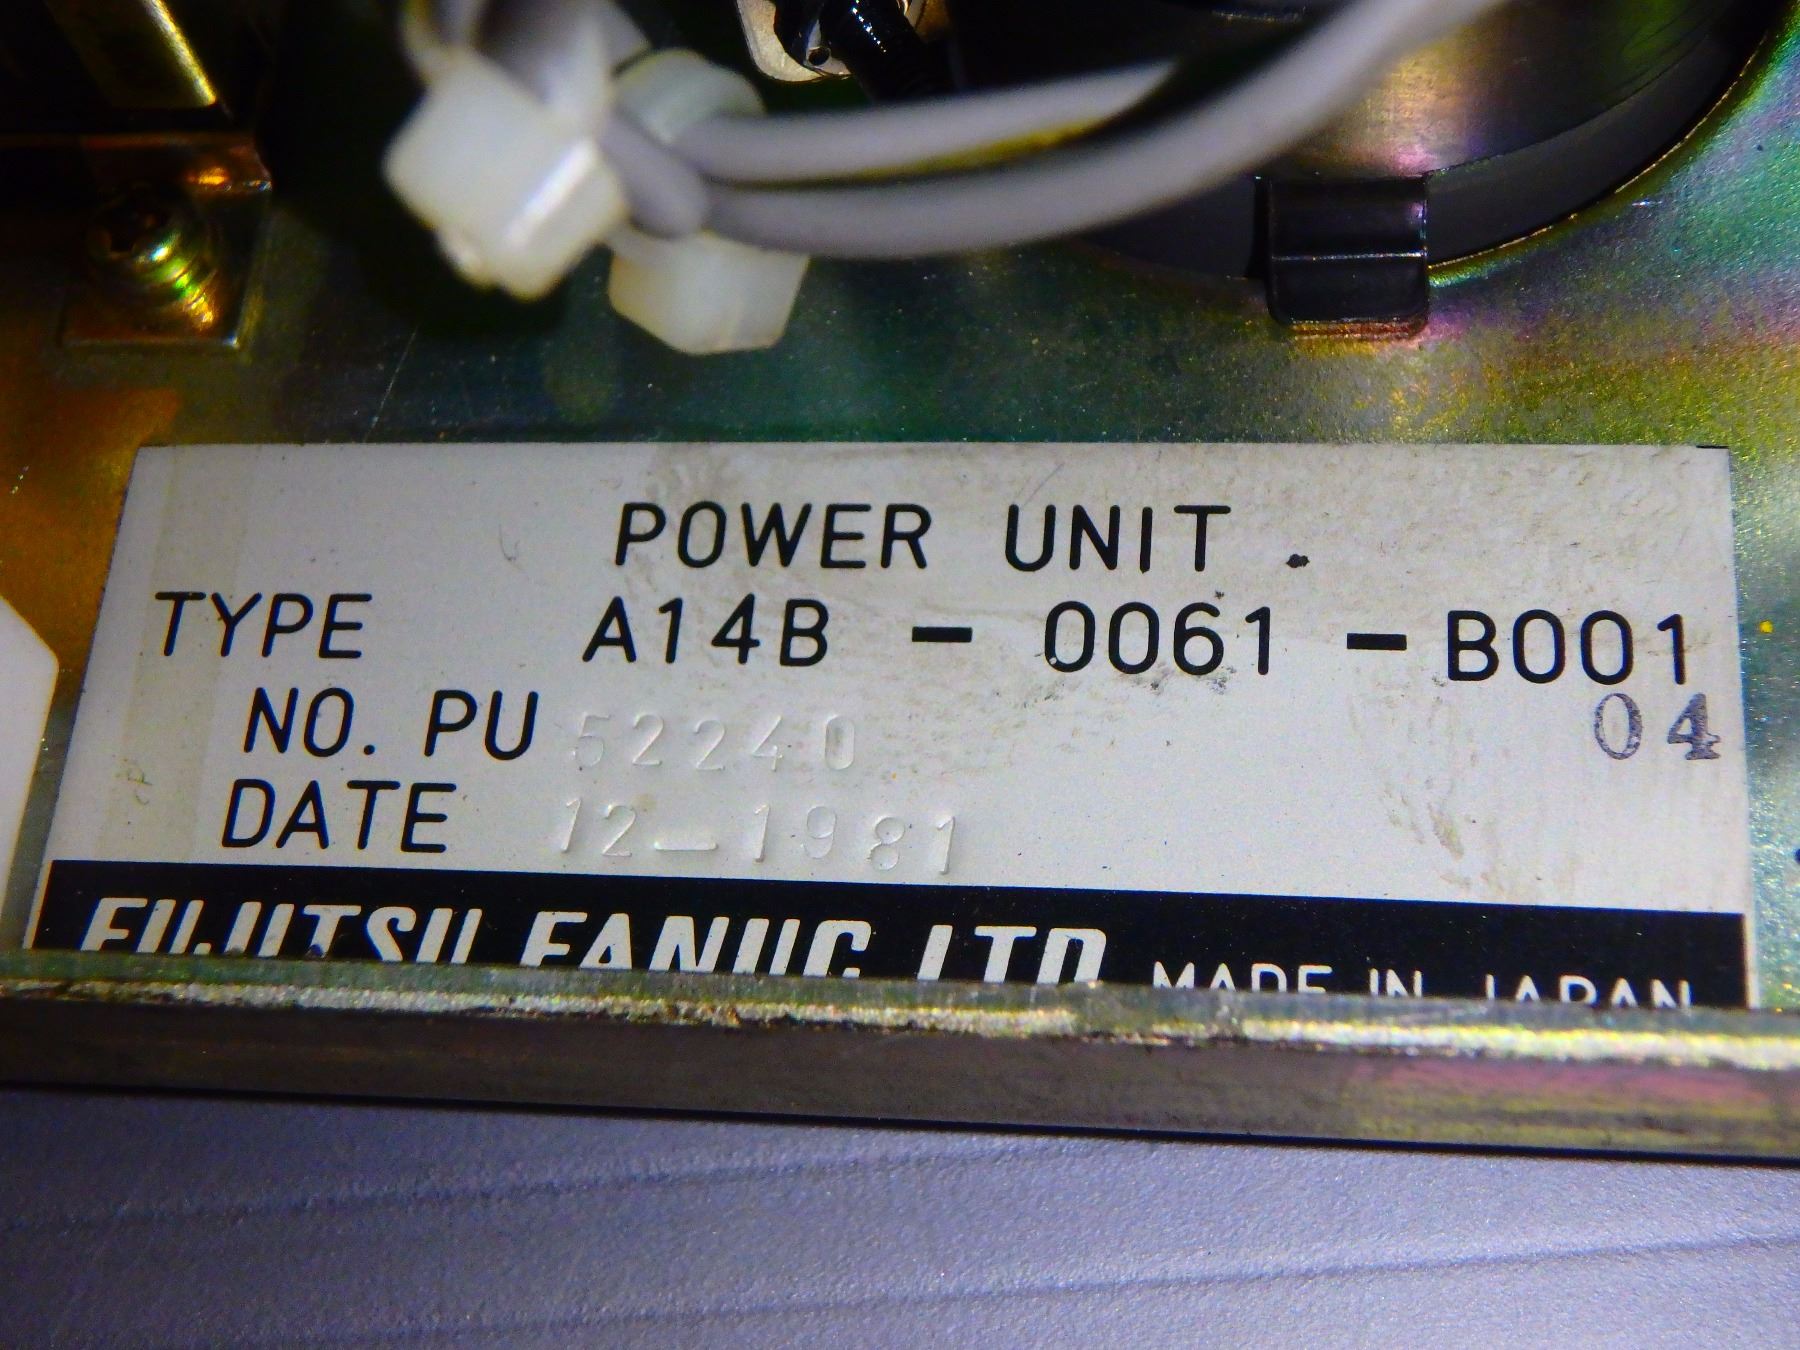 POWER UNIT
TYPE A14B - 0061 - B001
04
NO. PU 52240
DATE 12-1981
FUJITSU FANUC LTD MADE IN JAPAN